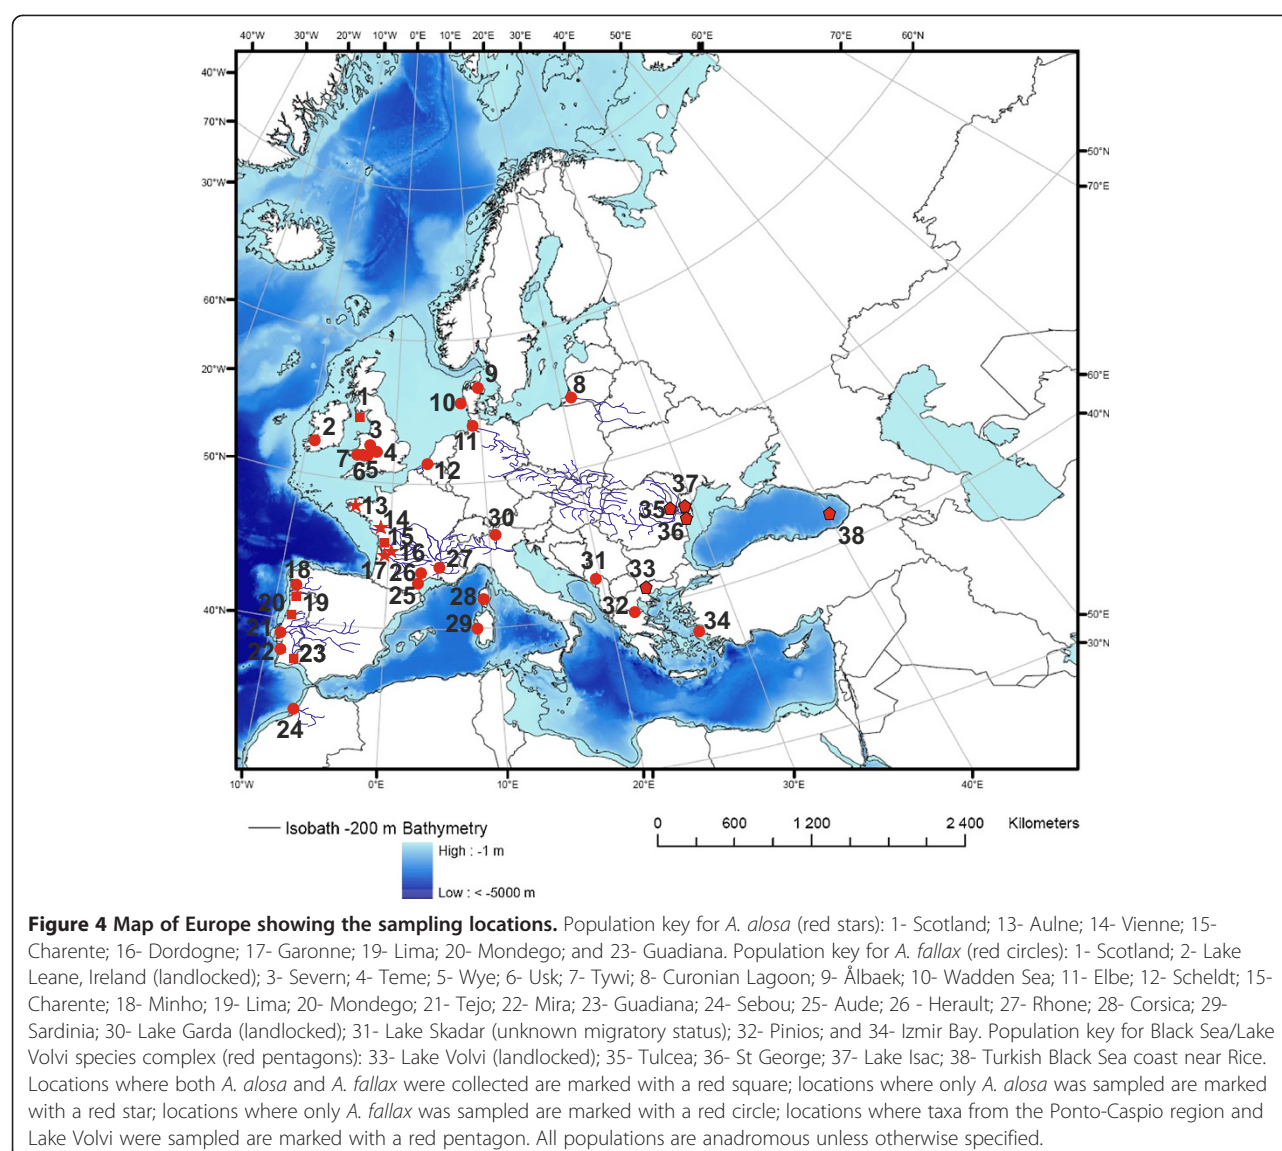 40°W 30°W 20°W 10°W 0°E 10°E 20°E 30°E 40°E 50°E 60°E 70°E 60°N
40°W
70°N
50°N
30°W
70°E
60°N
20°W
60°E
9
8
10
40°N
1
2
3
11
7
4
50°N
65
12
37
13
35
14
30
36
38
15
16
17
27
31
26
33
18
25
28
20
19
32
40°N
50°E
34
21
29
30°N
22
23
24
10°W 0°E 10°E 20°E 30°E 40°E
Isobath -200 m Bathymetry
0 600 1 200 2 400 Kilometers
High : -1 m
Low : < -5000 m
Figure 4 Map of Europe showing the sampling locations. Population key for A. alosa (red stars): 1- Scotland; 13- Aulne; 14- Vienne; 15-
Charente; 16- Dordogne; 17- Garonne; 19- Lima; 20- Mondego; and 23- Guadiana. Population key for A. fallax (red circles): 1- Scotland; 2- Lake
Leane, Ireland (landlocked); 3- Severn; 4- Teme; 5- Wye; 6- Usk; 7- Tywi; 8- Curonian Lagoon; 9- Ålbaek; 10- Wadden Sea; 11- Elbe; 12- Scheldt; 15-
Charente; 18- Minho; 19- Lima; 20- Mondego; 21- Tejo; 22- Mira; 23- Guadiana; 24- Sebou; 25- Aude; 26 - Herault; 27- Rhone; 28- Corsica; 29-
Sardinia; 30- Lake Garda (landlocked); 31- Lake Skadar (unknown migratory status); 32- Pinios; and 34- Izmir Bay. Population key for Black Sea/Lake
Volvi species complex (red pentagons): 33- Lake Volvi (landlocked); 35- Tulcea; 36- St George; 37- Lake Isac; 38- Turkish Black Sea coast near Rice.
Locations where both A. alosa and A. fallax were collected are marked with a red square; locations where only A. alosa was sampled are marked
with a red star; locations where only A. fallax was sampled are marked with a red circle; locations where taxa from the Ponto-Caspio region and
Lake Volvi were sampled are marked with a red pentagon. All populations are anadromous unless otherwise specified.